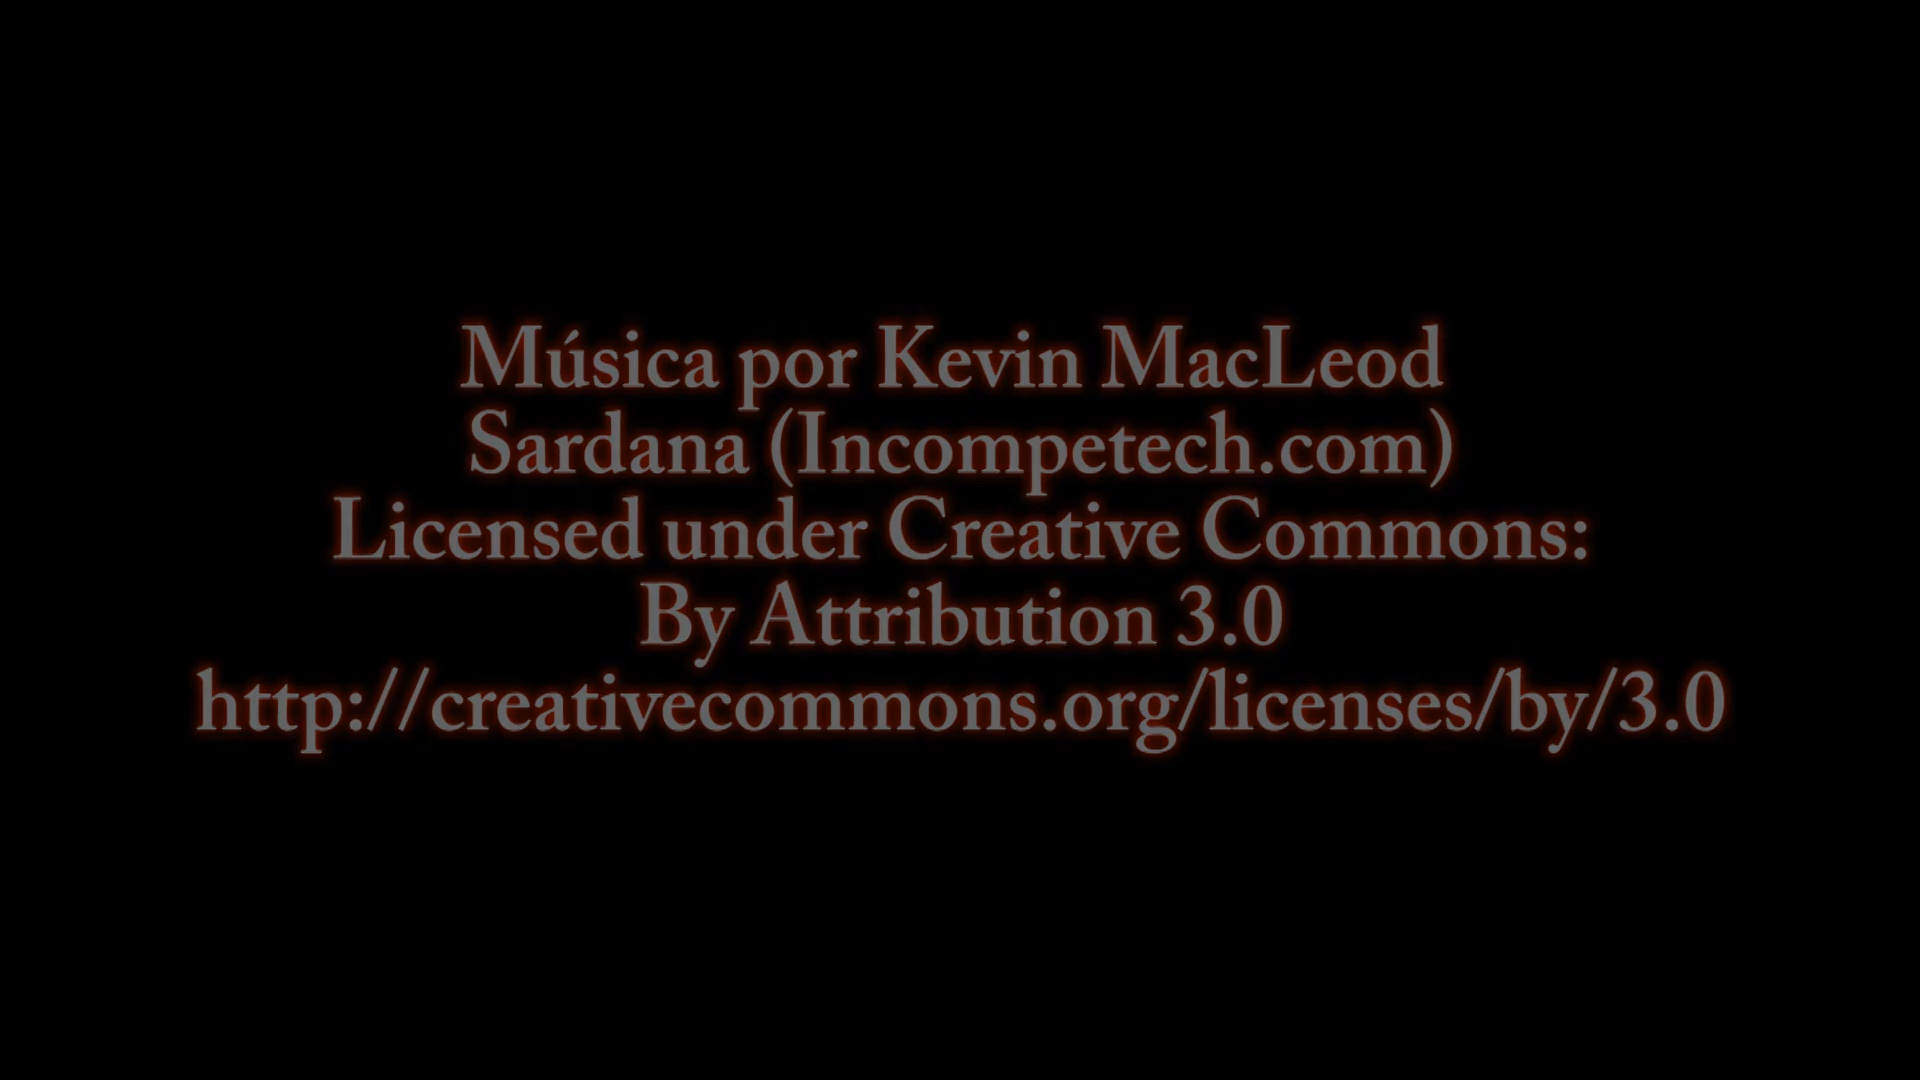 Música por Kevin MacLeod
Sardana (Incompetech.com)
Licensed under Creative Commons:
By Attribution 3.0
http://creativecommons.org/licenses/by/3.0